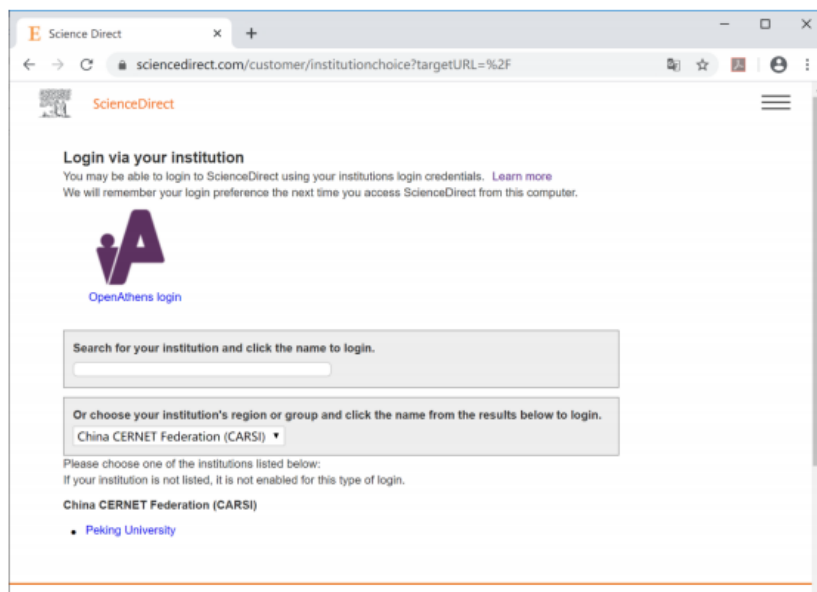 Science Direct
sciencedirect.com/customer/institutionchoice?targetURL=%2F
ScienceDirect
Login via your institution
You may be able to login to ScienceDirect using your institutions login credentials. Learn more
We will remember your login preference the next time you access ScienceDirect from this computer.
OpenAthens login
Search for your institution and click the name to login.
Or choose your institution's region or group and click the name from the results below to login.
China CERNET Federation (CARSI)
Please choose one of the institutions listed below:
If your institution is not listed, it is not enabled for this type of login.
China CERNET Federation (CARSI)
Peking University